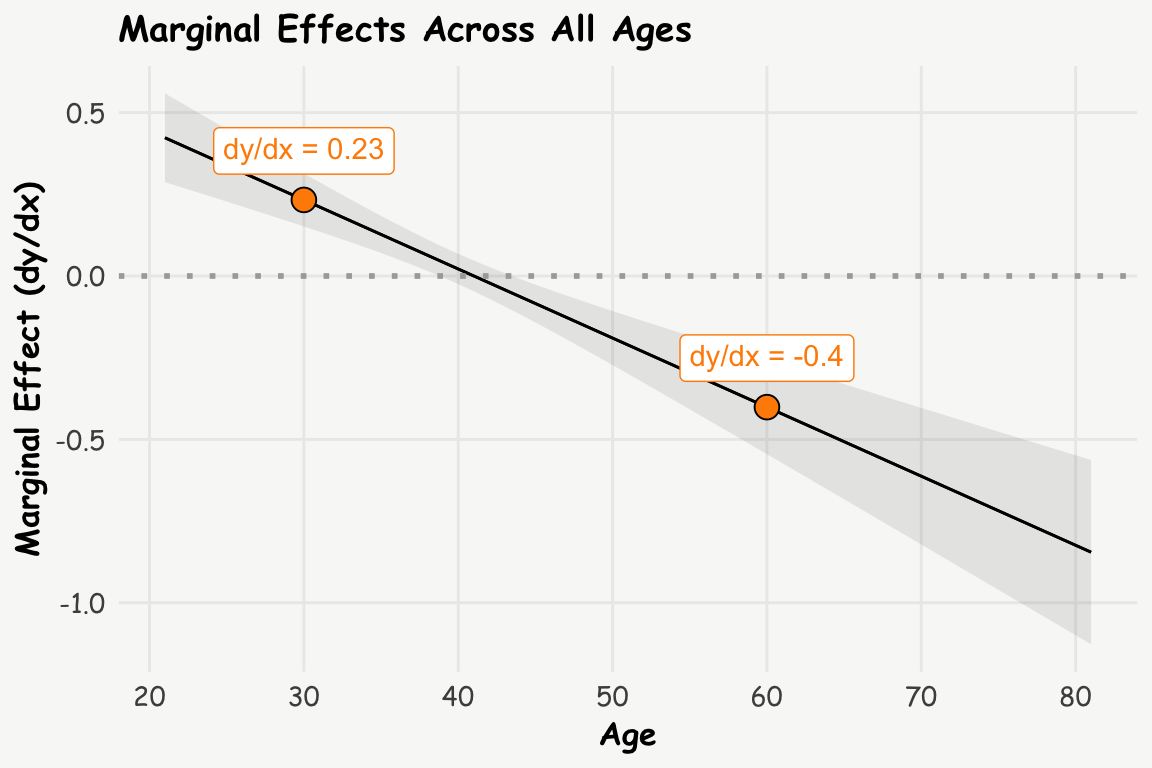 Marginal Effects Across All Ages
Marginal Effect (dy/dx)
0.5
0.0
-0.5
-1.0
dy/dx = 0.23
dy/dx = -0.4
20 30 40 50 60 70 80
Age